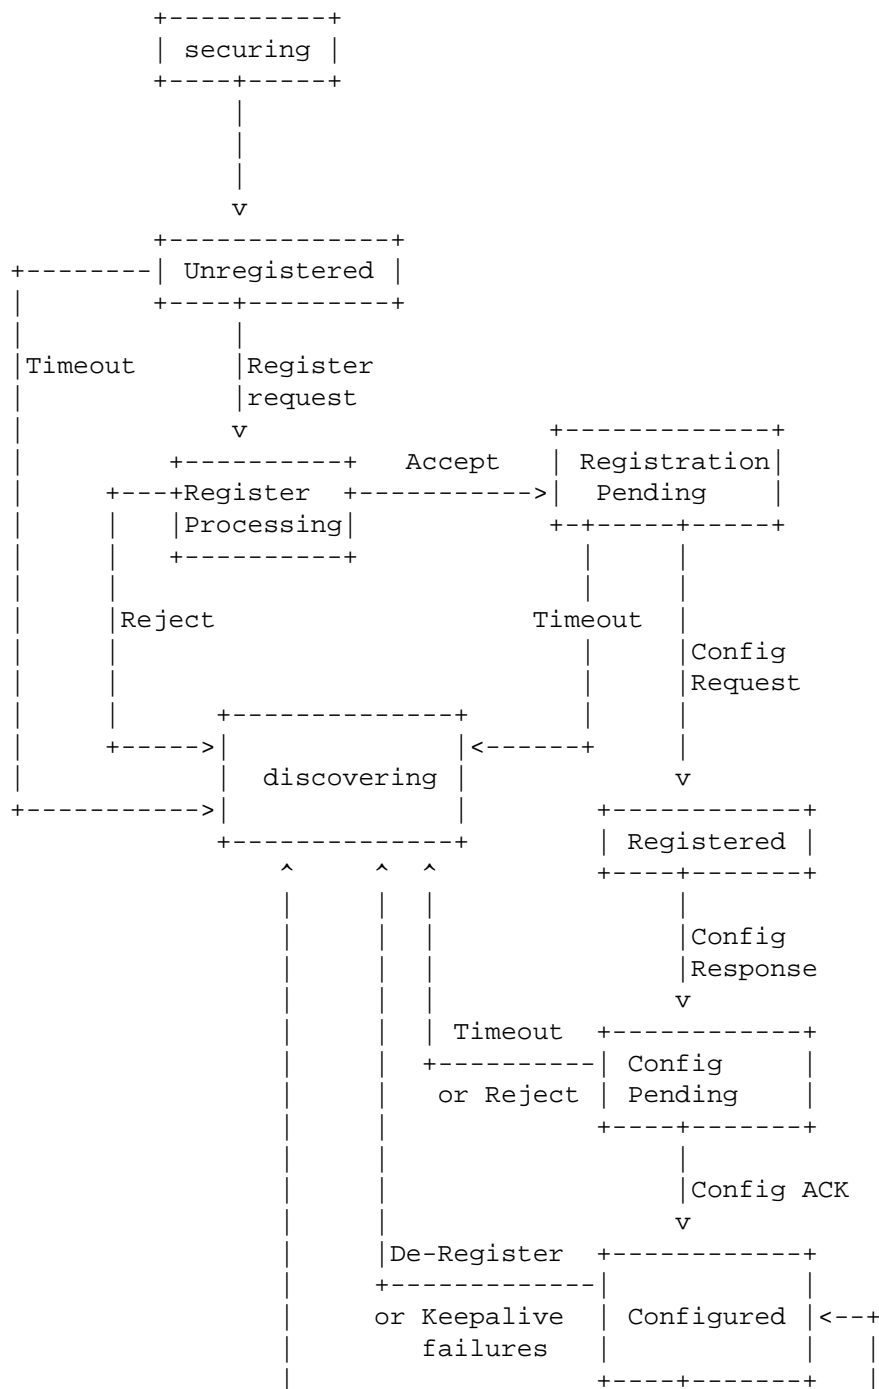 securing
Unregistered
Timeout Register
request
Accept Registration
Register Pending
Processing
Reject Timeout
Config
Request
discovering
Registered
Config
Response
Timeout
Config
or Reject Pending
Config ACK
De-Register
or Keepalive Configured
failures